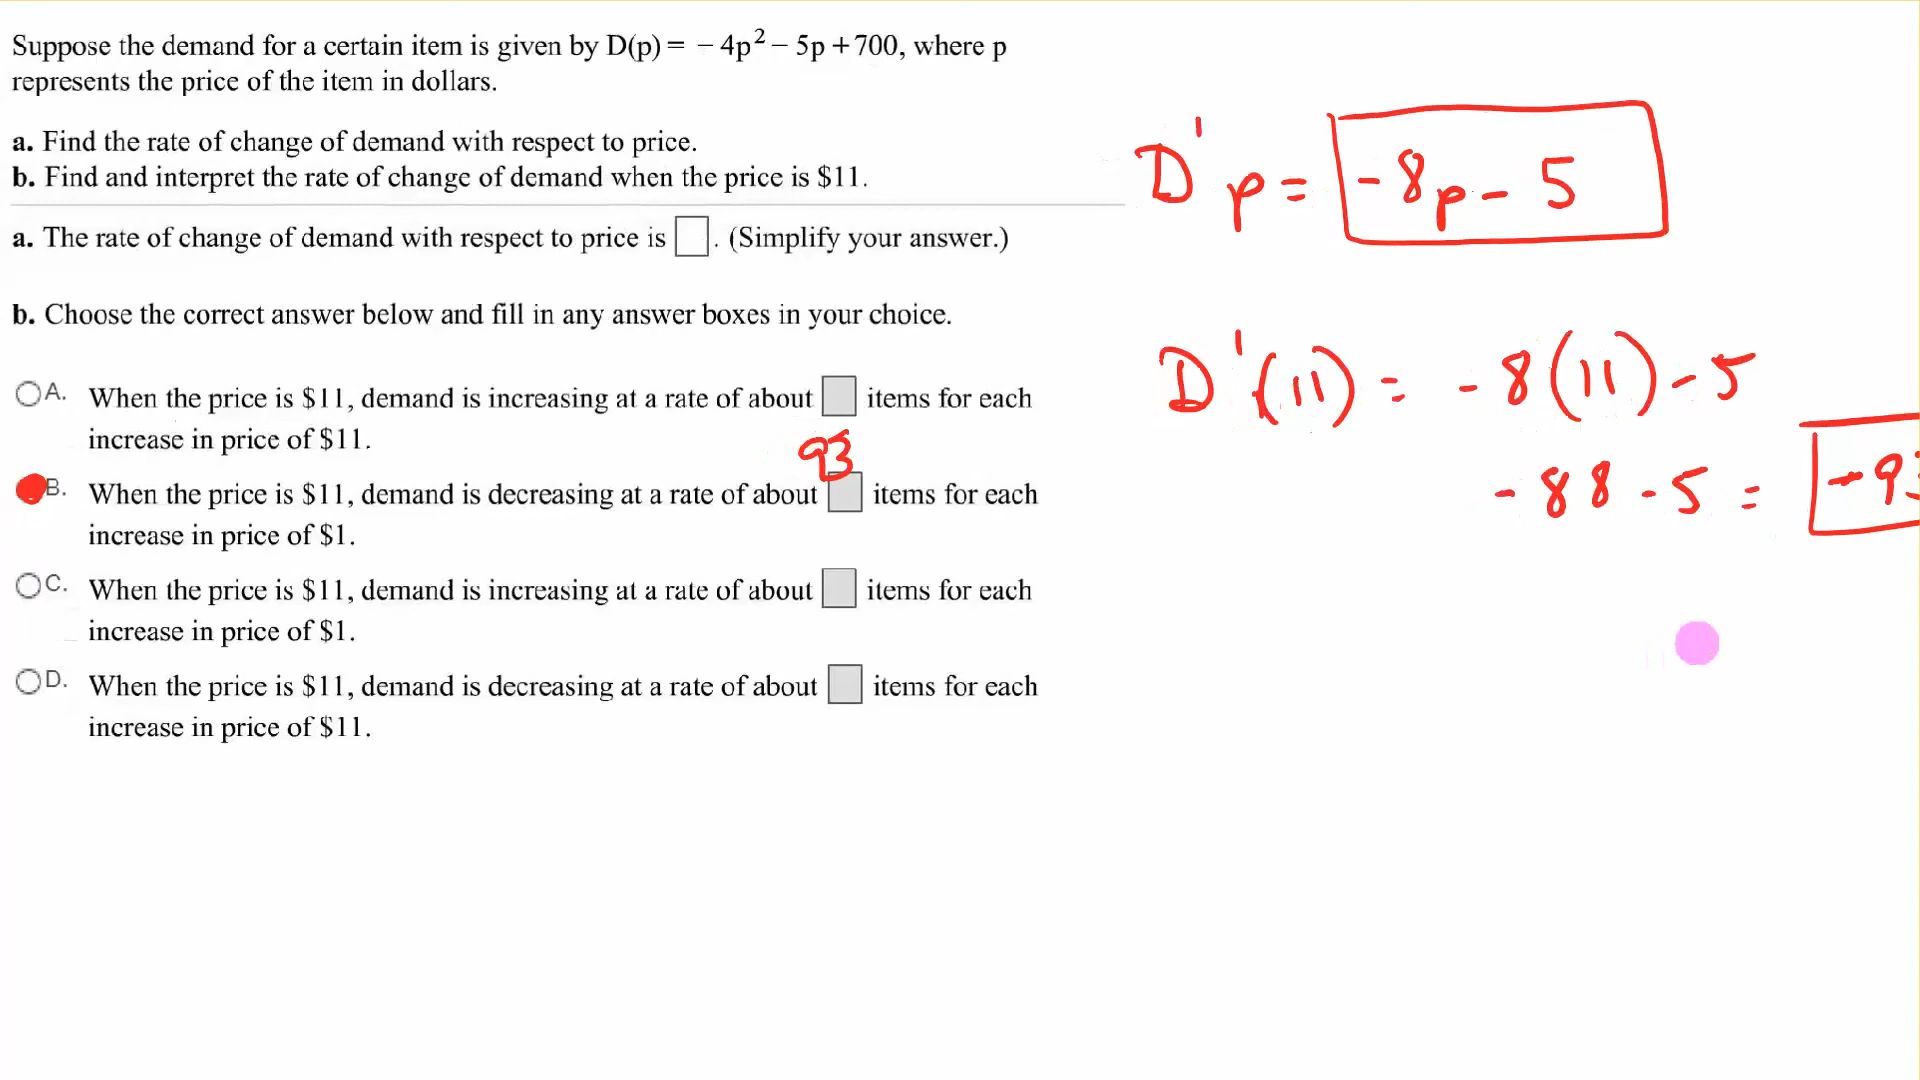 Suppose the demand for a certain item is given by D(p) = − 4p² − 5p + 700, where p
represents the price of the item in dollars.
a. Find the rate of change of demand with respect to price.
b. Find and interpret the rate of change of demand when the price is $11.
a. The rate of change of demand with respect to price is . (Simplify your answer.)
b. Choose the correct answer below and fill in any answer boxes in your choice.
A. When the price is $11, demand is increasing at a rate of about items for each
increase in price of $11.
93
B. When the price is $11, demand is decreasing at a rate of about items for each
increase in price of $1.
C. When the price is $11, demand is increasing at a rate of about items for each
increase in price of $1.
D. When the price is $11, demand is decreasing at a rate of about items for each
increase in price of $11.
D' p = -8p - 5
D'(11) = -8(11) - 5
-88 - 5 = -93